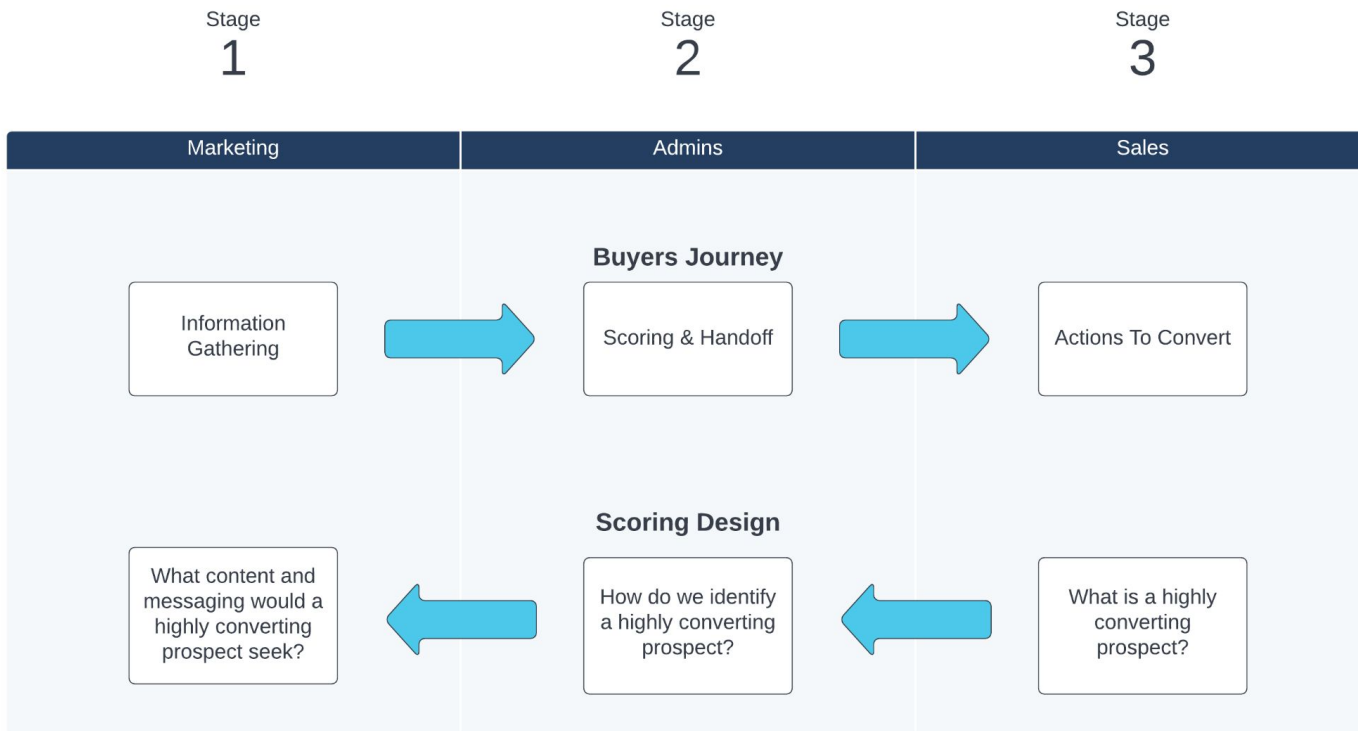 Stage
1
Stage
2
Stage
3
Marketing
Admins
Sales
Buyers Journey
Information
Gathering
Scoring & Handoff
Actions To Convert
Scoring Design
What content and
messaging would a
highly converting
prospect seek?
How do we identify
a highly converting
prospect?
What is a highly
converting
prospect?